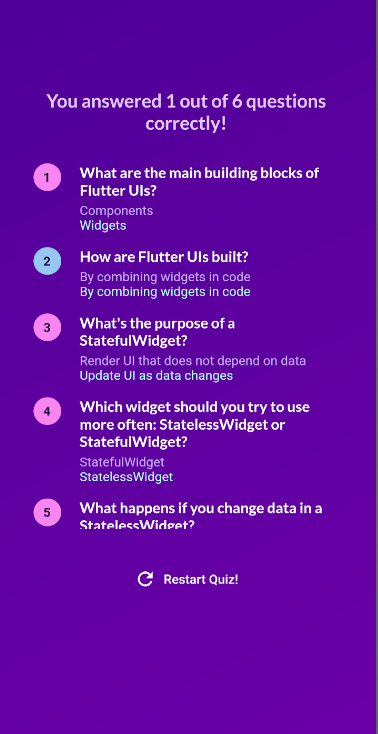 You answered 1 out of 6 questions
correctly!
1
What are the main building blocks of
Flutter UIs?
Components
Widgets
2
How are Flutter UIs built?
By combining widgets in code
By combining widgets in code
3
What's the purpose of a
StatefulWidget?
Render UI that does not depend on data
Update UI as data changes
4
Which widget should you try to use
more often: StatelessWidget or
StatefulWidget?
StatefulWidget
StatelessWidget
5
What happens if you change data in a
StatelessWidget?
Restart Quiz!